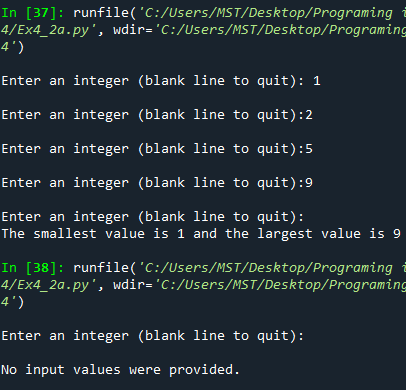 In [37]: runfile('C:/Users/MST/Desktop/Programing i
4/Ex4_2a.py', wdir='C:/Users/MST/Desktop/Programing
4')
Enter an integer (blank line to quit): 1
Enter an integer (blank line to quit):2
Enter an integer (blank line to quit):5
Enter an integer (blank line to quit):9
Enter an integer (blank line to quit):
The smallest value is 1 and the largest value is 9
In [38]: runfile('C:/Users/MST/Desktop/Programing i
4/Ex4_2a.py', wdir='C:/Users/MST/Desktop/Programing
4')
Enter an integer (blank line to quit):
No input values were provided.